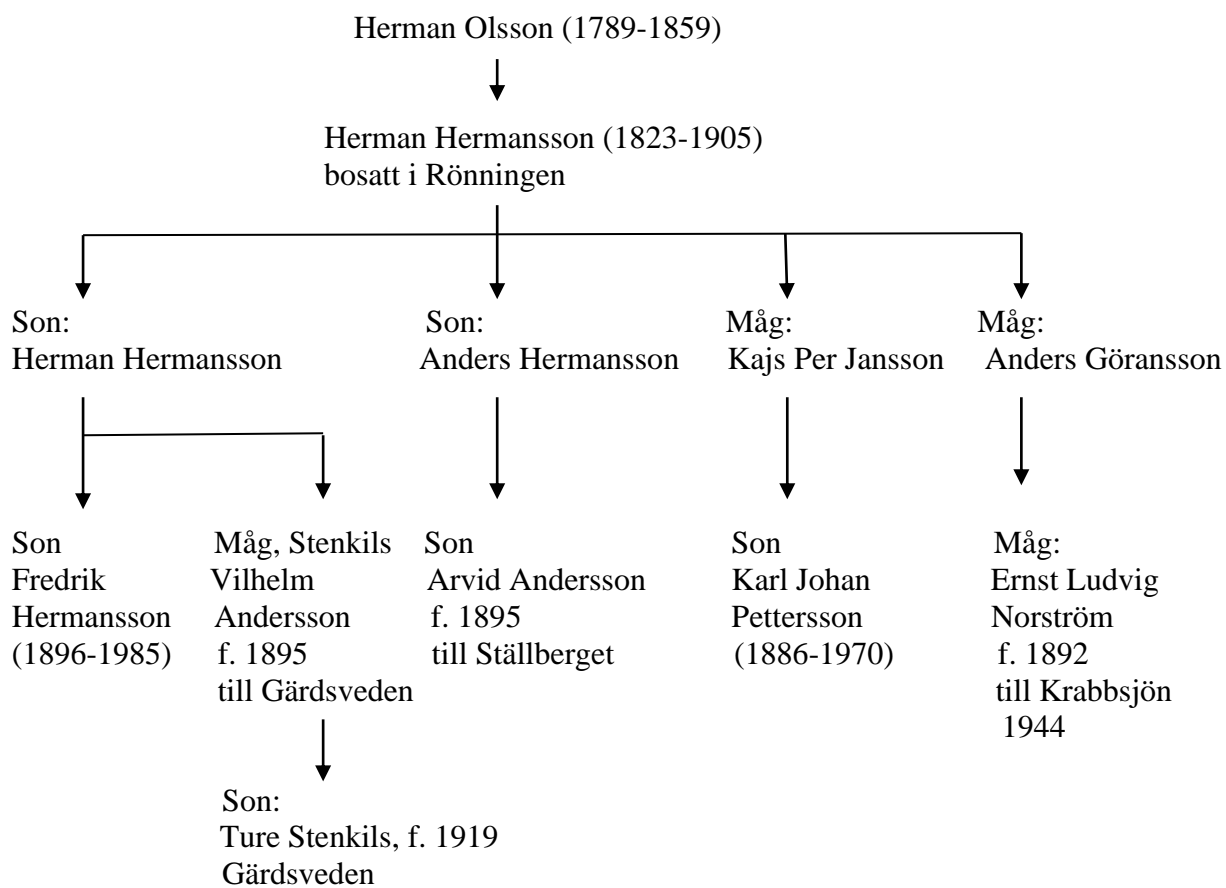 Herman Olsson (1789-1859)
Herman Hermansson (1823-1905)
bosatt i Rönningen
Son:
Herman Hermansson
Son:
Anders Hermansson
Måg:
Kajs Per Jansson
Måg:
Anders Göransson
Son
Fredrik
Hermansson
(1896-1985)
Måg, Stenkils
Vilhelm
Andersson
f. 1895
till Gärdsveden
Son
Arvid Andersson
f. 1895
till Ställberget
Son
Karl Johan
Pettersson
(1886-1970)
Måg:
Ernst Ludvig
Norström
f. 1892
till Krabbsjön
1944
Son:
Ture Stenkils, f. 1919
Gärdsveden